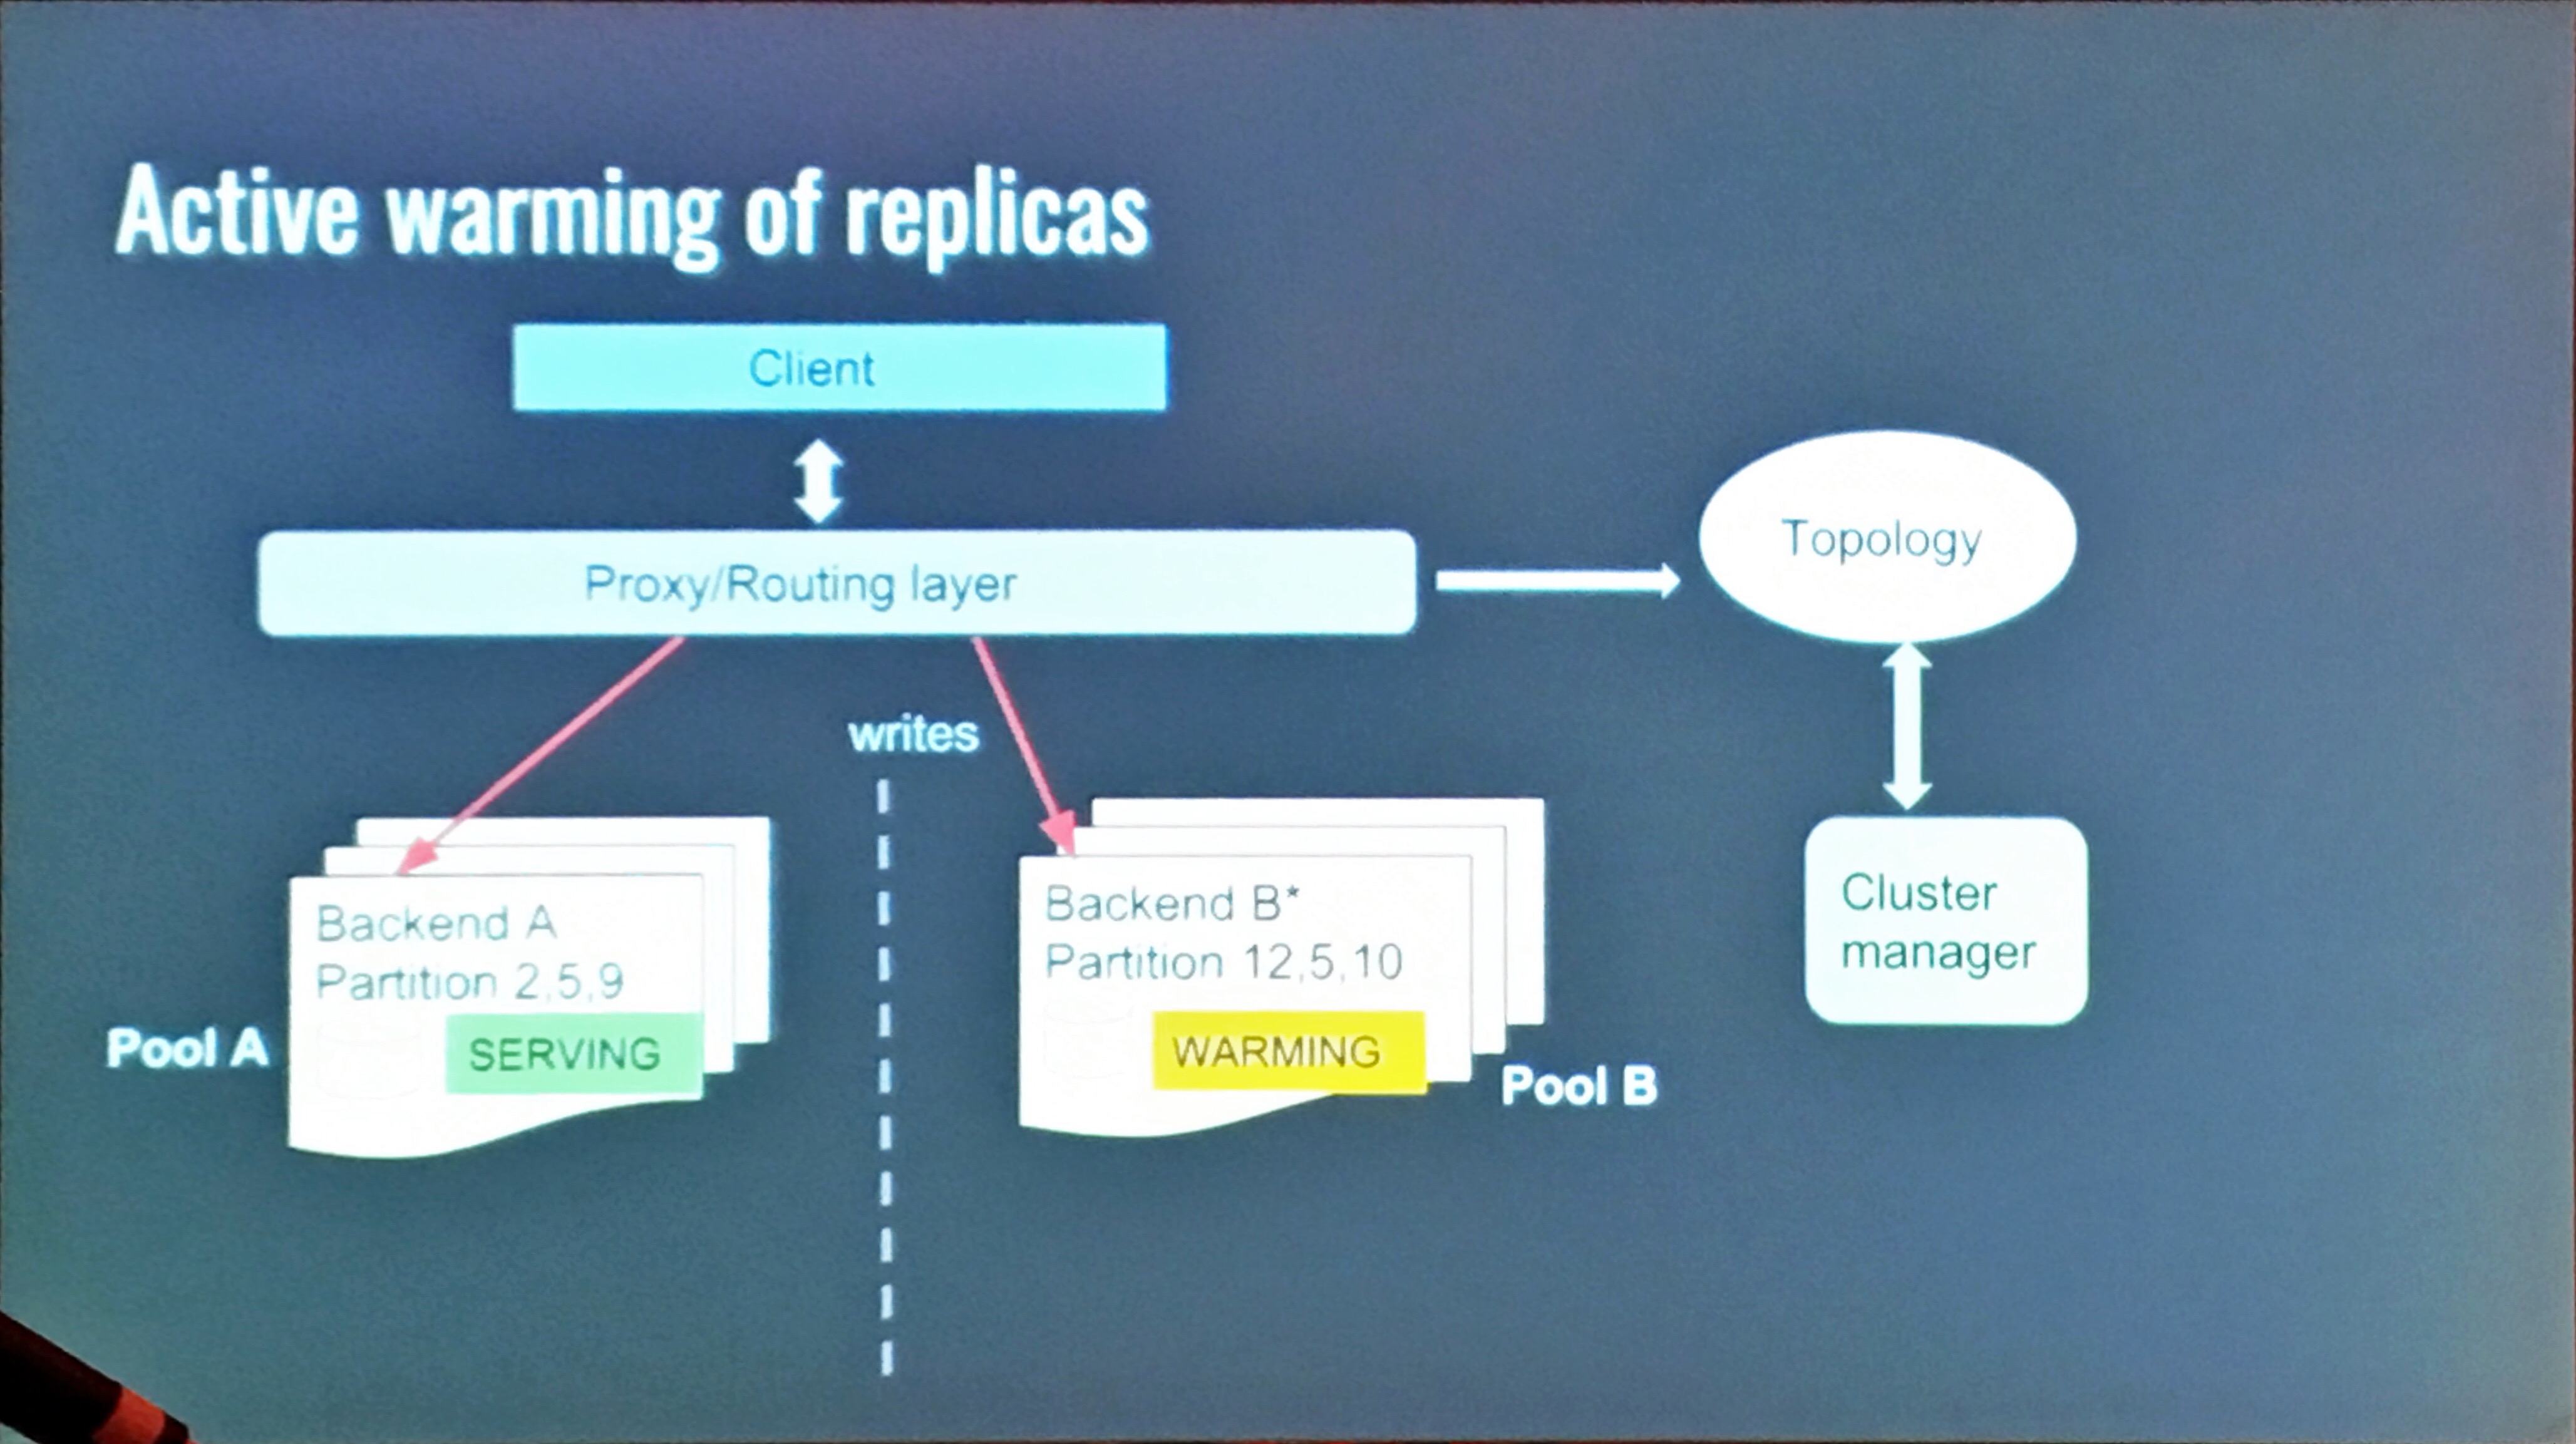 Active warming of replicas
Client
Proxy/Routing layer
Topology
writes
Backend A
Partition 2,5,9
SERVING
Pool A
Backend B*
Partition 12,5,10
WARMING
Pool B
Cluster
manager